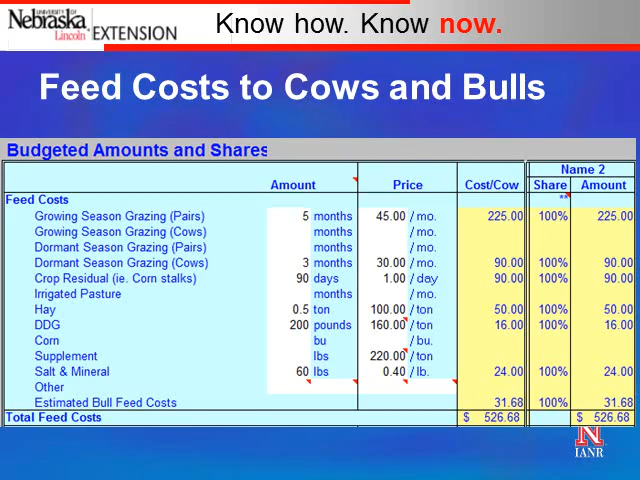 UNIVERSITY OF
Nebraska
Lincoln
EXTENSION
Know how. Know now.
Feed Costs to Cows and Bulls
Budgeted Amounts and Shares
Name 2
Amount Price Cost/Cow Share Amount
Feed Costs **
Growing Season Grazing (Pairs) 5 months 45.00 / mo. 225.00 100% 225.00
Growing Season Grazing (Cows) months / mo.
Dormant Season Grazing (Pairs) months / mo.
Dormant Season Grazing (Cows) 3 months 30.00 / mo. 90.00 100% 90.00
Crop Residual (ie. Corn stalks) 90 days 1.00 / day 90.00 100% 90.00
Irrigated Pasture months / mo.
Hay 0.5 ton 100.00 / ton 50.00 100% 50.00
DDG 200 pounds 160.00 / ton 16.00 100% 16.00
Corn bu / bu.
Supplement lbs 220.00 / ton
Salt & Mineral 60 lbs 0.40 / lb. 24.00 100% 24.00
Other
Estimated Bull Feed Costs 31.68 100% 31.68
Total Feed Costs $ 526.68 $ 526.68
N
IANR